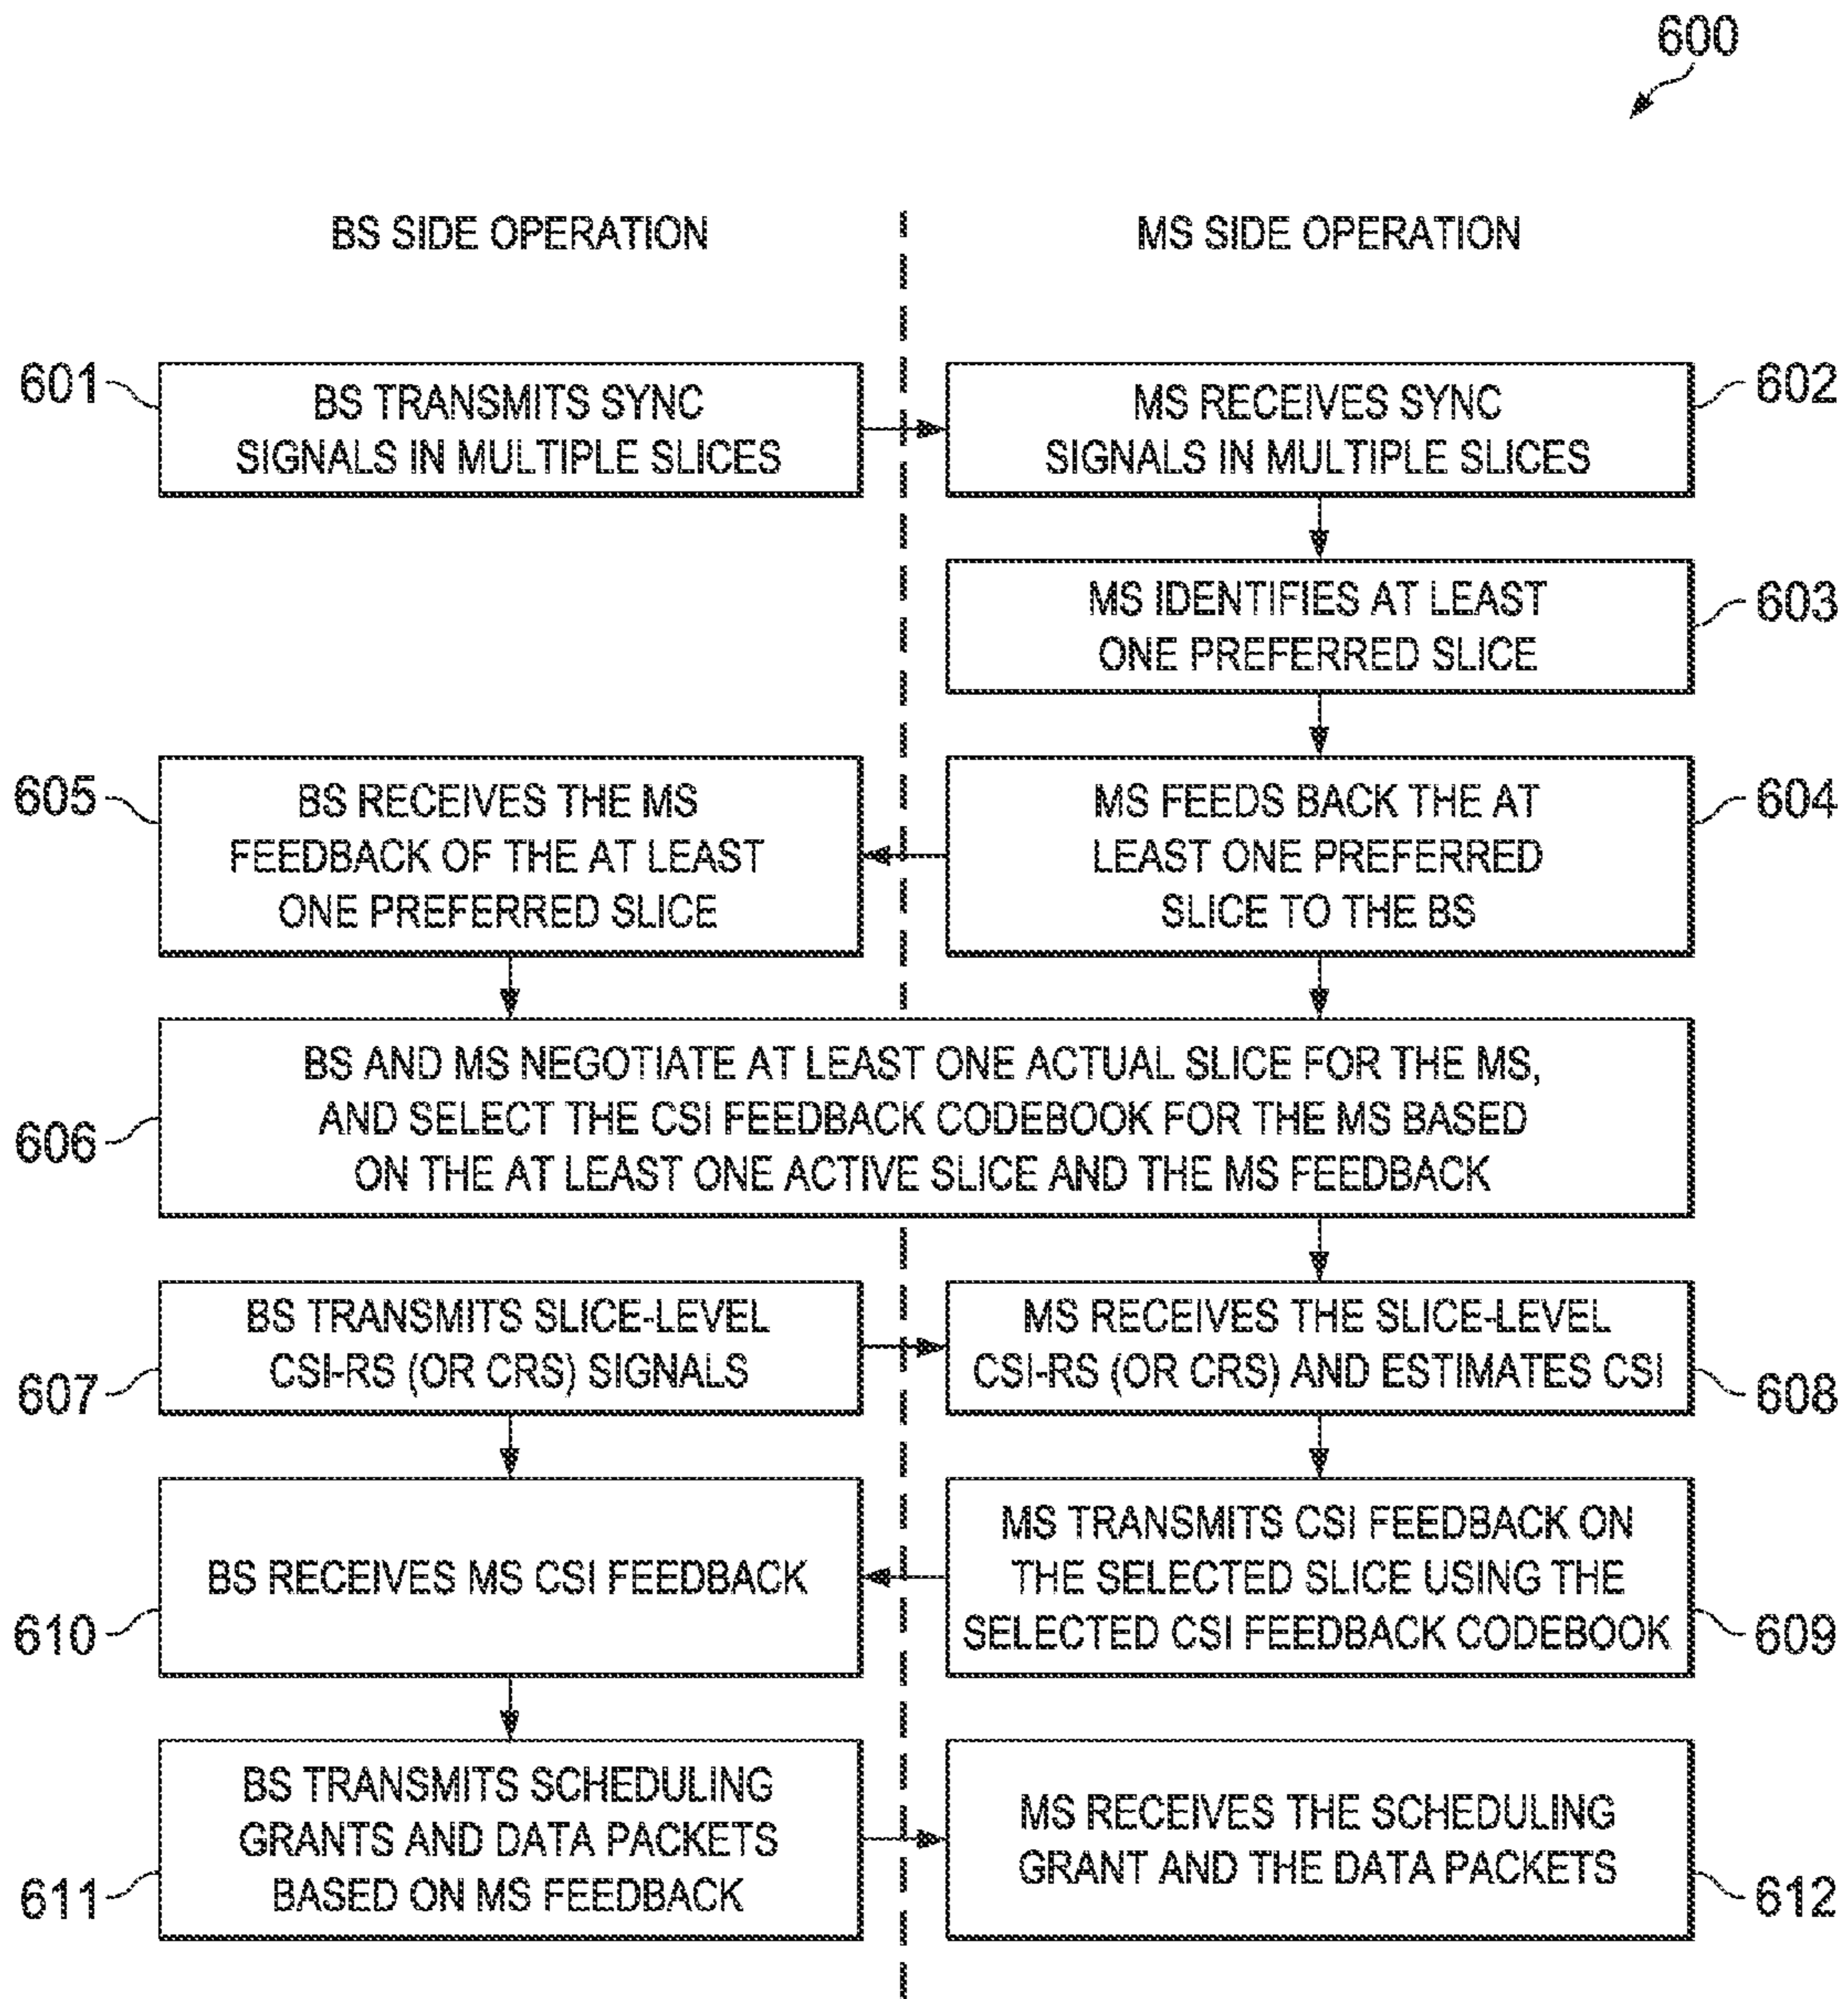 600
BS SIDE OPERATION
MS SIDE OPERATION
601
BS TRANSMITS SYNC
SIGNALS IN MULTIPLE SLICES
MS RECEIVES SYNC
SIGNALS IN MULTIPLE SLICES
602
MS IDENTIFIES AT LEAST
ONE PREFERRED SLICE
603
MS FEEDS BACK THE AT
LEAST ONE PREFERRED
SLICE TO THE BS
604
605
BS RECEIVES THE MS
FEEDBACK OF THE AT LEAST
ONE PREFERRED SLICE
606
BS AND MS NEGOTIATE AT LEAST ONE ACTUAL SLICE FOR THE MS,
AND SELECT THE CSI FEEDBACK CODEBOOK FOR THE MS BASED
ON THE AT LEAST ONE ACTIVE SLICE AND THE MS FEEDBACK
607
BS TRANSMITS SLICE-LEVEL
CSI-RS (OR CRS) SIGNALS
MS RECEIVES THE SLICE-LEVEL
CSI-RS (OR CRS) AND ESTIMATES CSI
608
MS TRANSMITS CSI FEEDBACK ON
THE SELECTED SLICE USING THE
SELECTED CSI FEEDBACK CODEBOOK
609
610
BS RECEIVES MS CSI FEEDBACK
611
BS TRANSMITS SCHEDULING
GRANTS AND DATA PACKETS
BASED ON MS FEEDBACK
MS RECEIVES THE SCHEDULING
GRANT AND THE DATA PACKETS
612